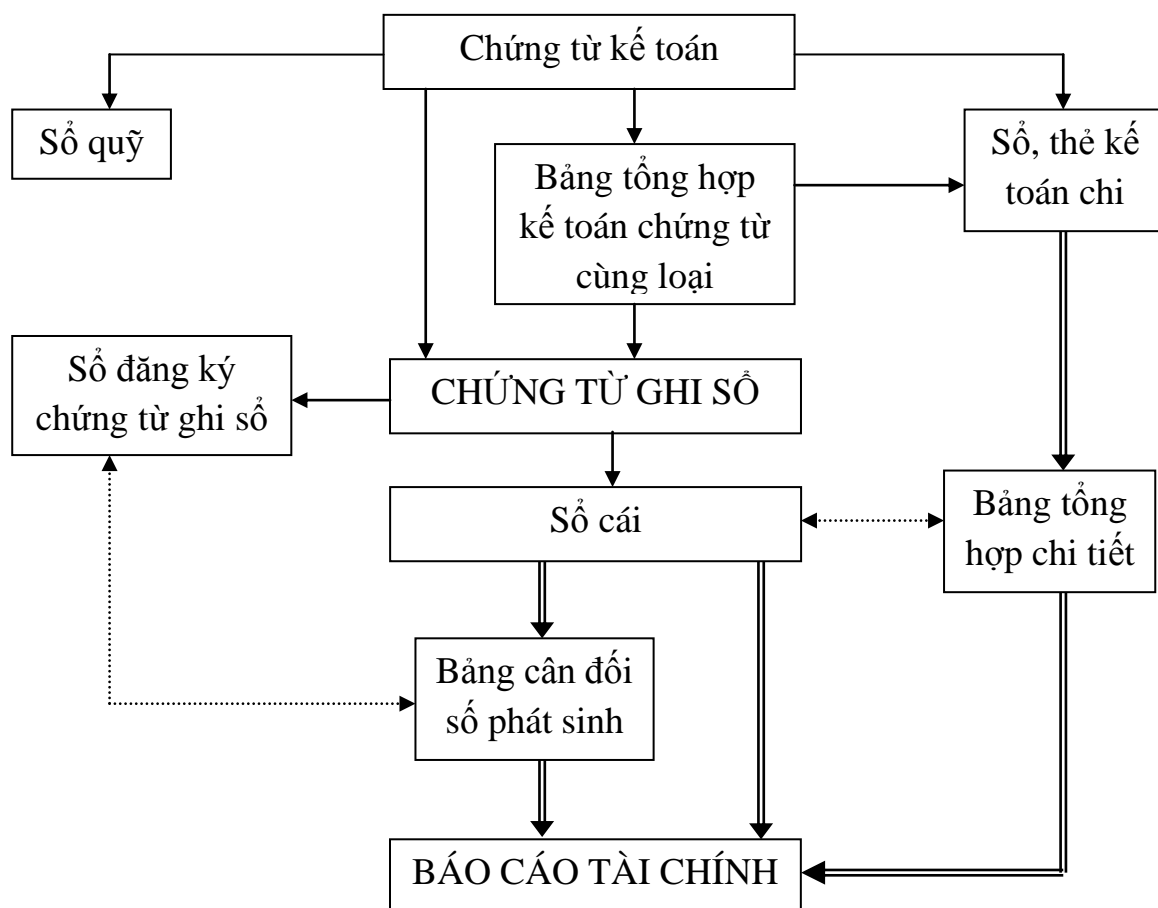 Chứng từ kế toán
Sổ quỹ
Sổ, thẻ kế
toán chi
Bảng tổng hợp
kế toán chứng từ
cùng loại
Sổ đăng ký
chứng từ ghi sổ
CHỨNG TỪ GHI SỔ
Sổ cái
Bảng tổng
hợp chi tiết
Bảng cân đối
số phát sinh
BÁO CÁO TÀI CHÍNH